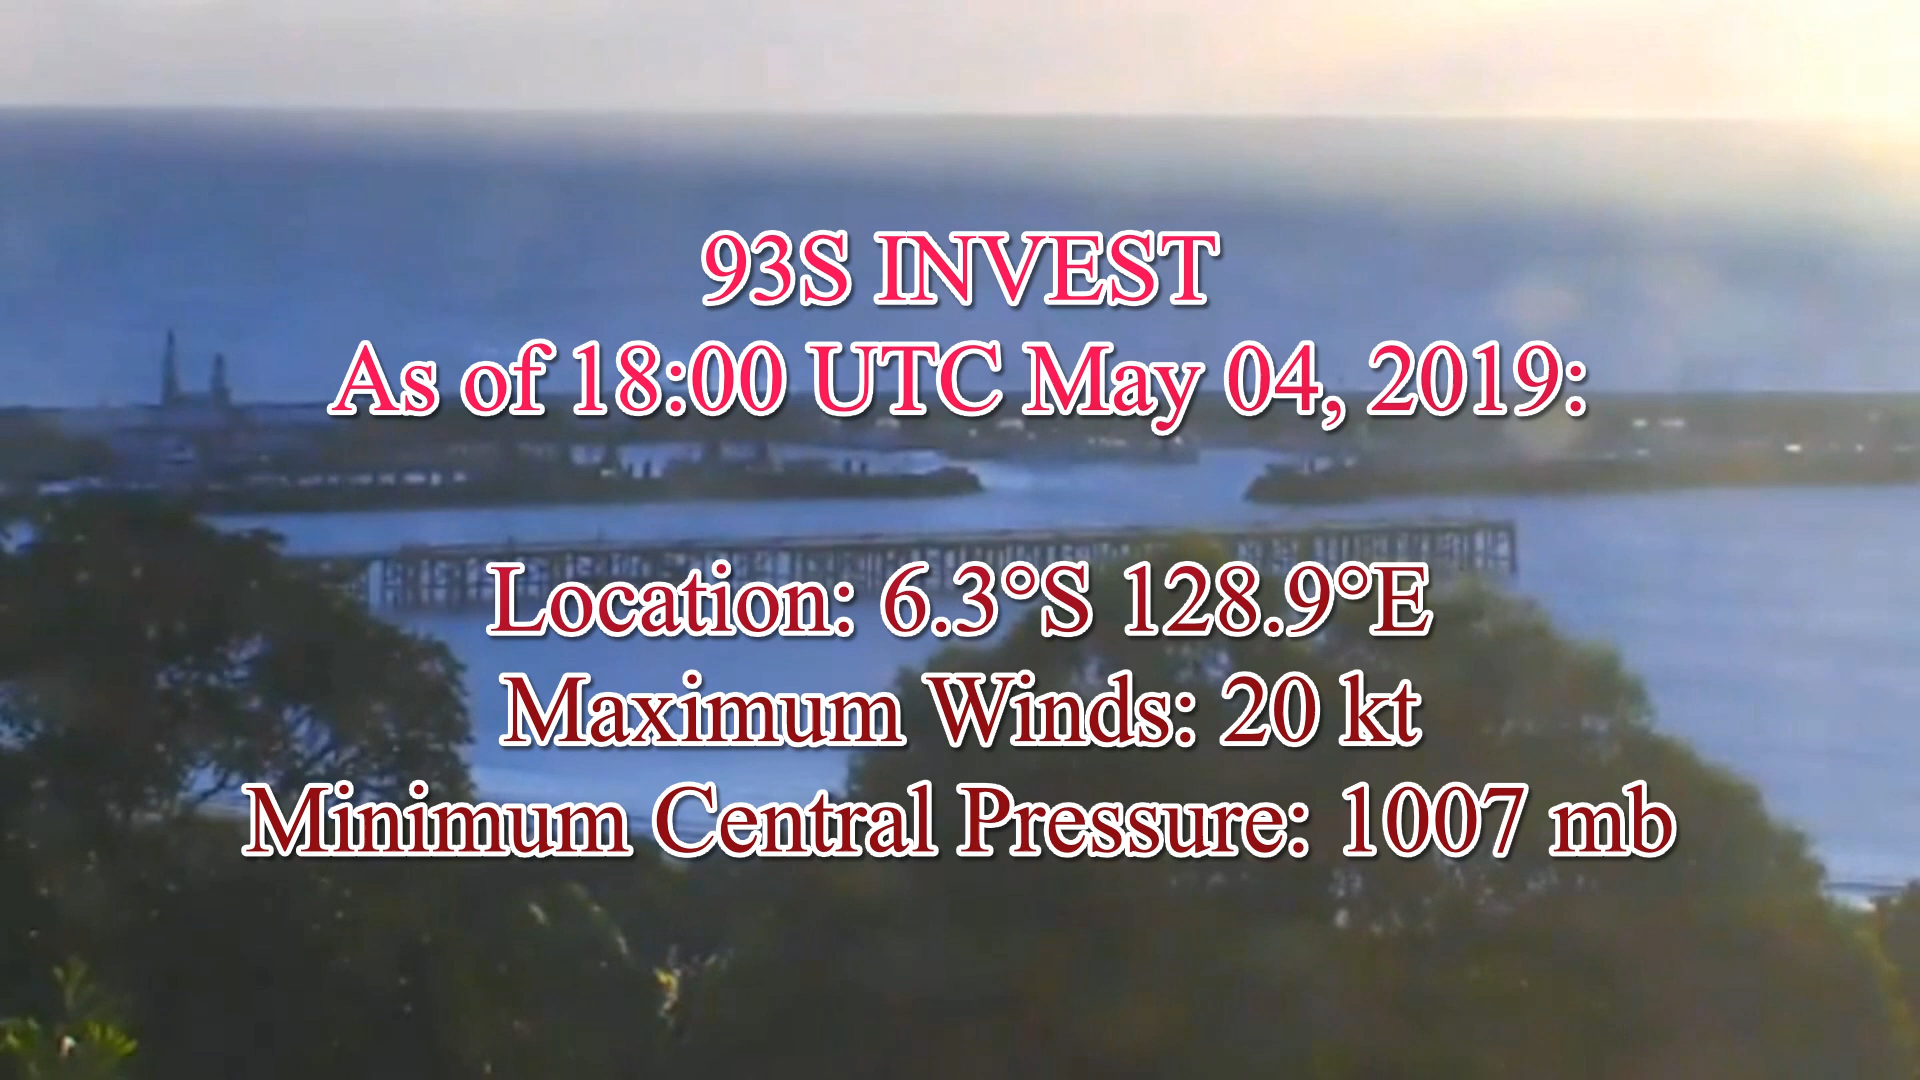 93S INVEST
As of 18:00 UTC May 04, 2019:
Location: 6.3°S 128.9°E
Maximum Winds: 20 kt
Minimum Central Pressure: 1007 mb